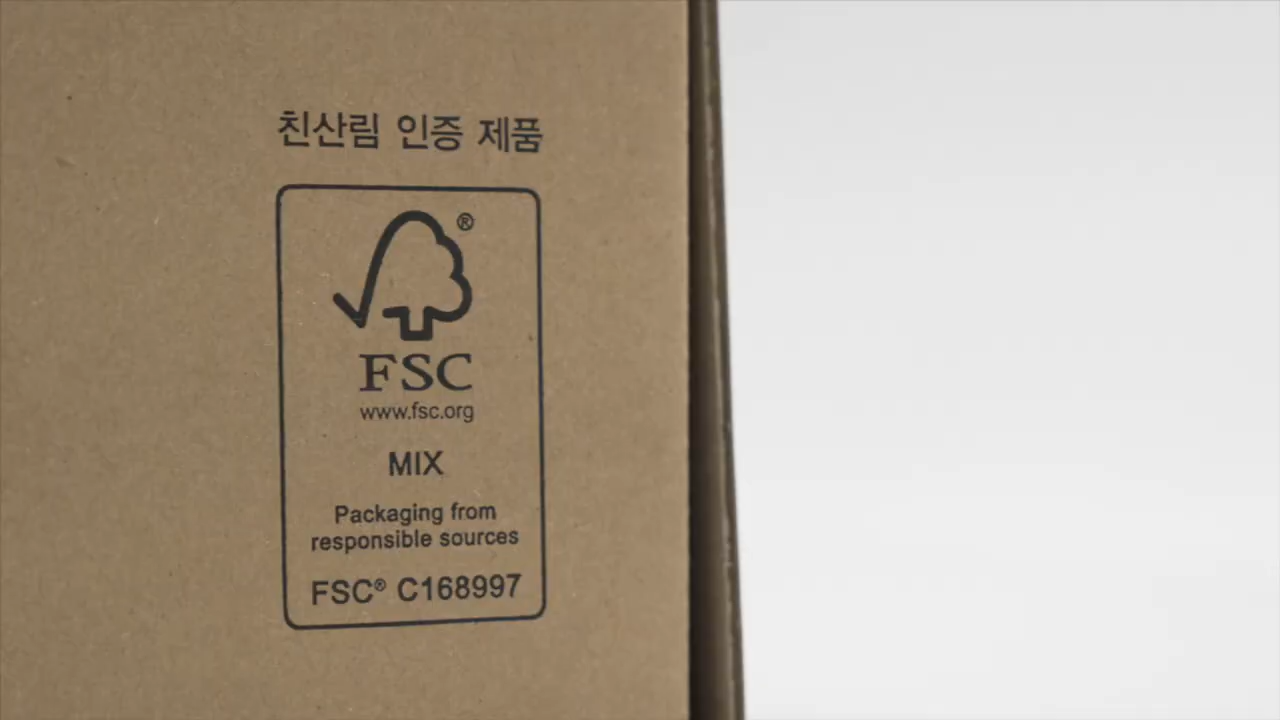 친산림 인증 제품
®
FSC
www.fsc.org
MIX
Packaging from
responsible sources
FSC® C168997